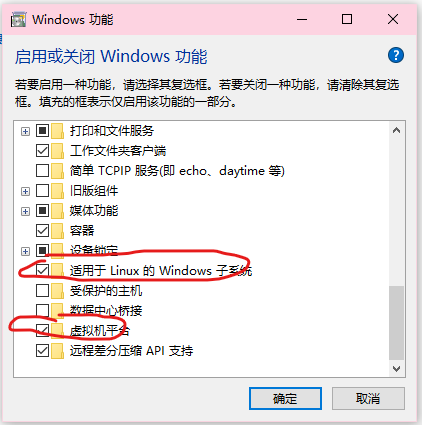 Windows 功能
启用或关闭 Windows 功能
若要启用一种功能，请选择其复选框。若要关闭一种功能，请清除其复选
框。填充的框表示仅启用该功能的一部分。
打印和文件服务
工作文件夹客户端
简单 TCPIP 服务(即 echo、daytime 等)
旧版组件
媒体功能
容器
设备锁定
适用于 Linux 的 Windows 子系统
受保护的主机
数据中心桥接
虚拟机平台
远程差分压缩 API 支持
确定
取消